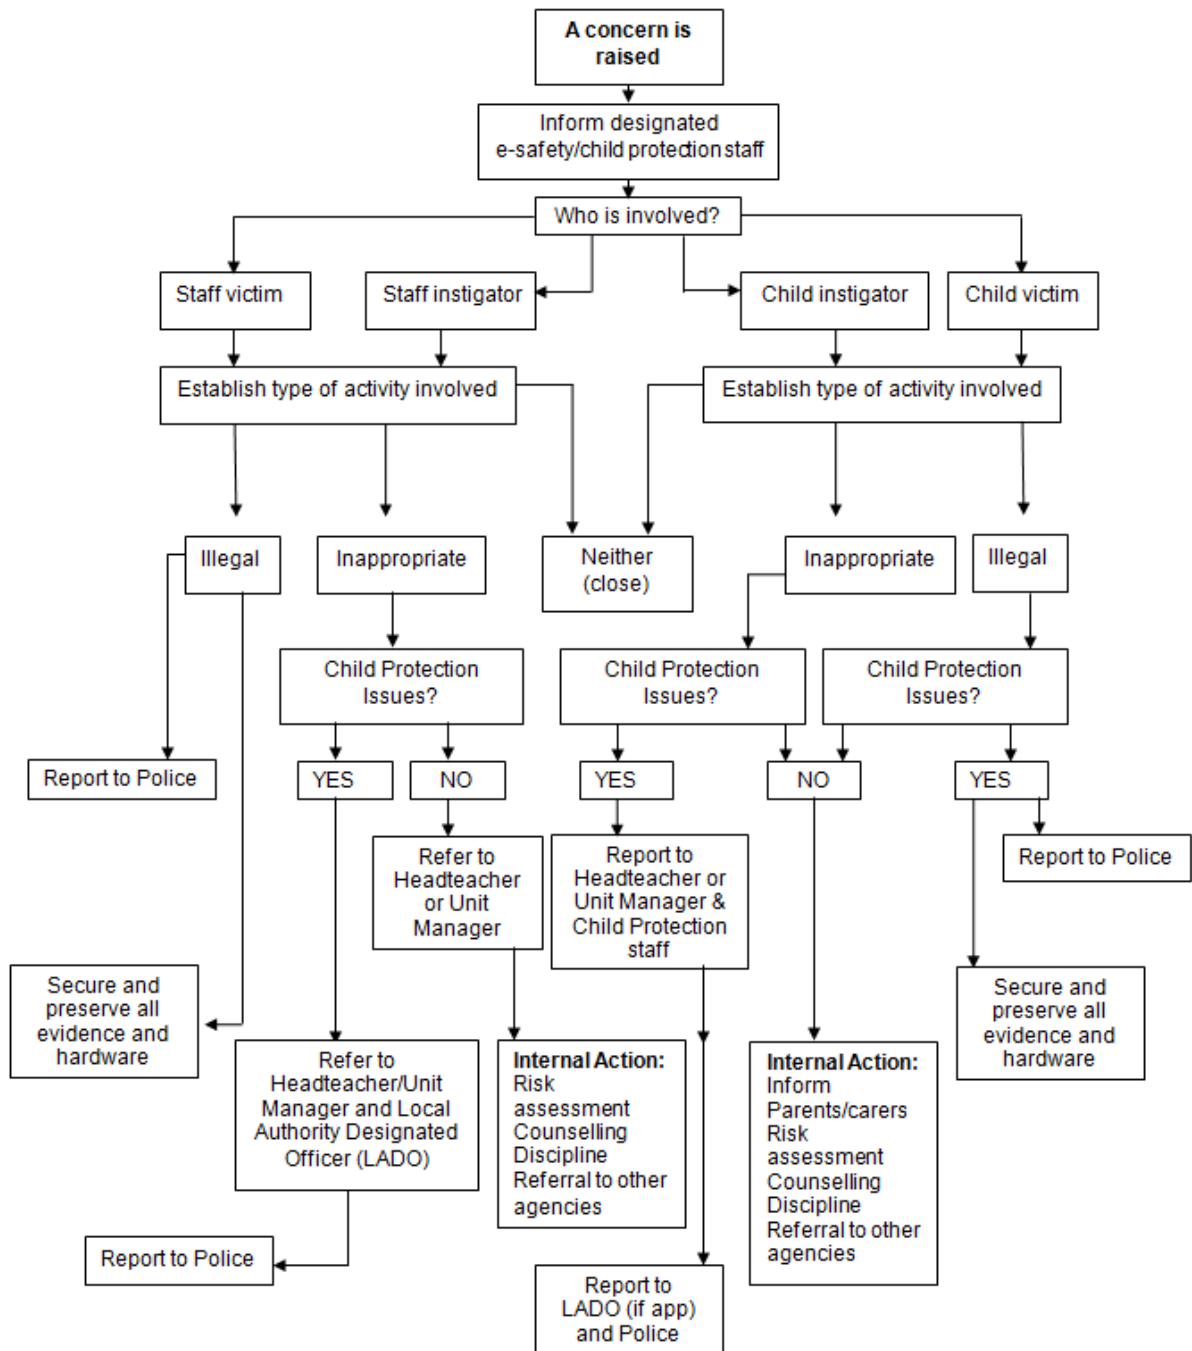 A concern is
raised
Inform designated
e-safety/child protection staff
Who is involved?
Staff victim
Staff instigator
Child instigator
Child victim
Establish type of activity involved
Establish type of activity involved
Illegal
Inappropriate
Neither
(close)
Inappropriate
Illegal
Child Protection
Issues?
Child Protection
Issues?
Child Protection
Issues?
Report to Police
YES
NO
YES
NO
YES
Refer to
Headteacher
or Unit
Manager
Report to
Headteacher or
Unit Manager &
Child Protection
staff
Report to Police
Secure and
preserve all
evidence and
hardware
Secure and
preserve all
evidence and
hardware
Refer to
Headteacher/Unit
Manager and Local
Authority Designated
Officer (LADO)
Internal Action:
Risk
assessment
Counselling
Discipline
Referral to other
agencies
Internal Action:
Inform
Parents/carers
Risk
assessment
Counselling
Discipline
Referral to other
agencies
Report to Police
Report to
LADO (if app)
and Police